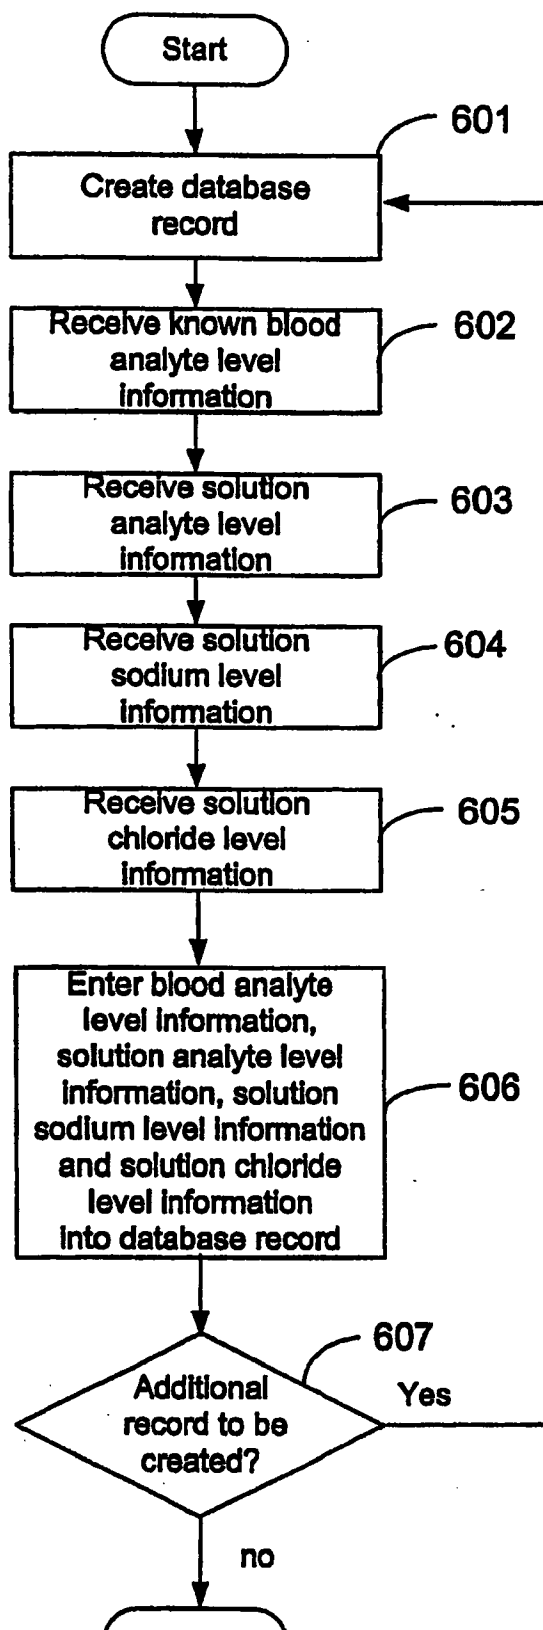 Start
601
Create database
record
602
Receive known blood
analyte level
information
603
Receive solution
analyte level
information
604
Receive solution
sodium level
information
605
Receive solution
chloride level
information
Enter blood analyte
level information,
solution analyte level
information, solution
606
sodium level information
and solution chloride
level information
into database record
607
Additional
record to be
created?
Yes
no